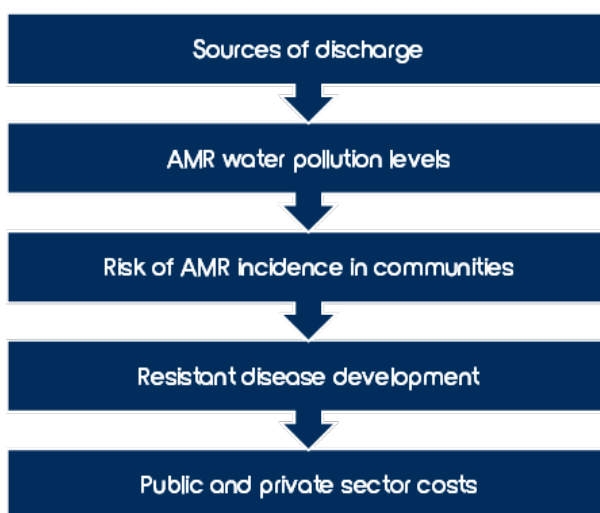 Sources of discharge
AMR water pollution levels
Risk of AMR incidence in communities
Resistant disease development
Public and private sector costs